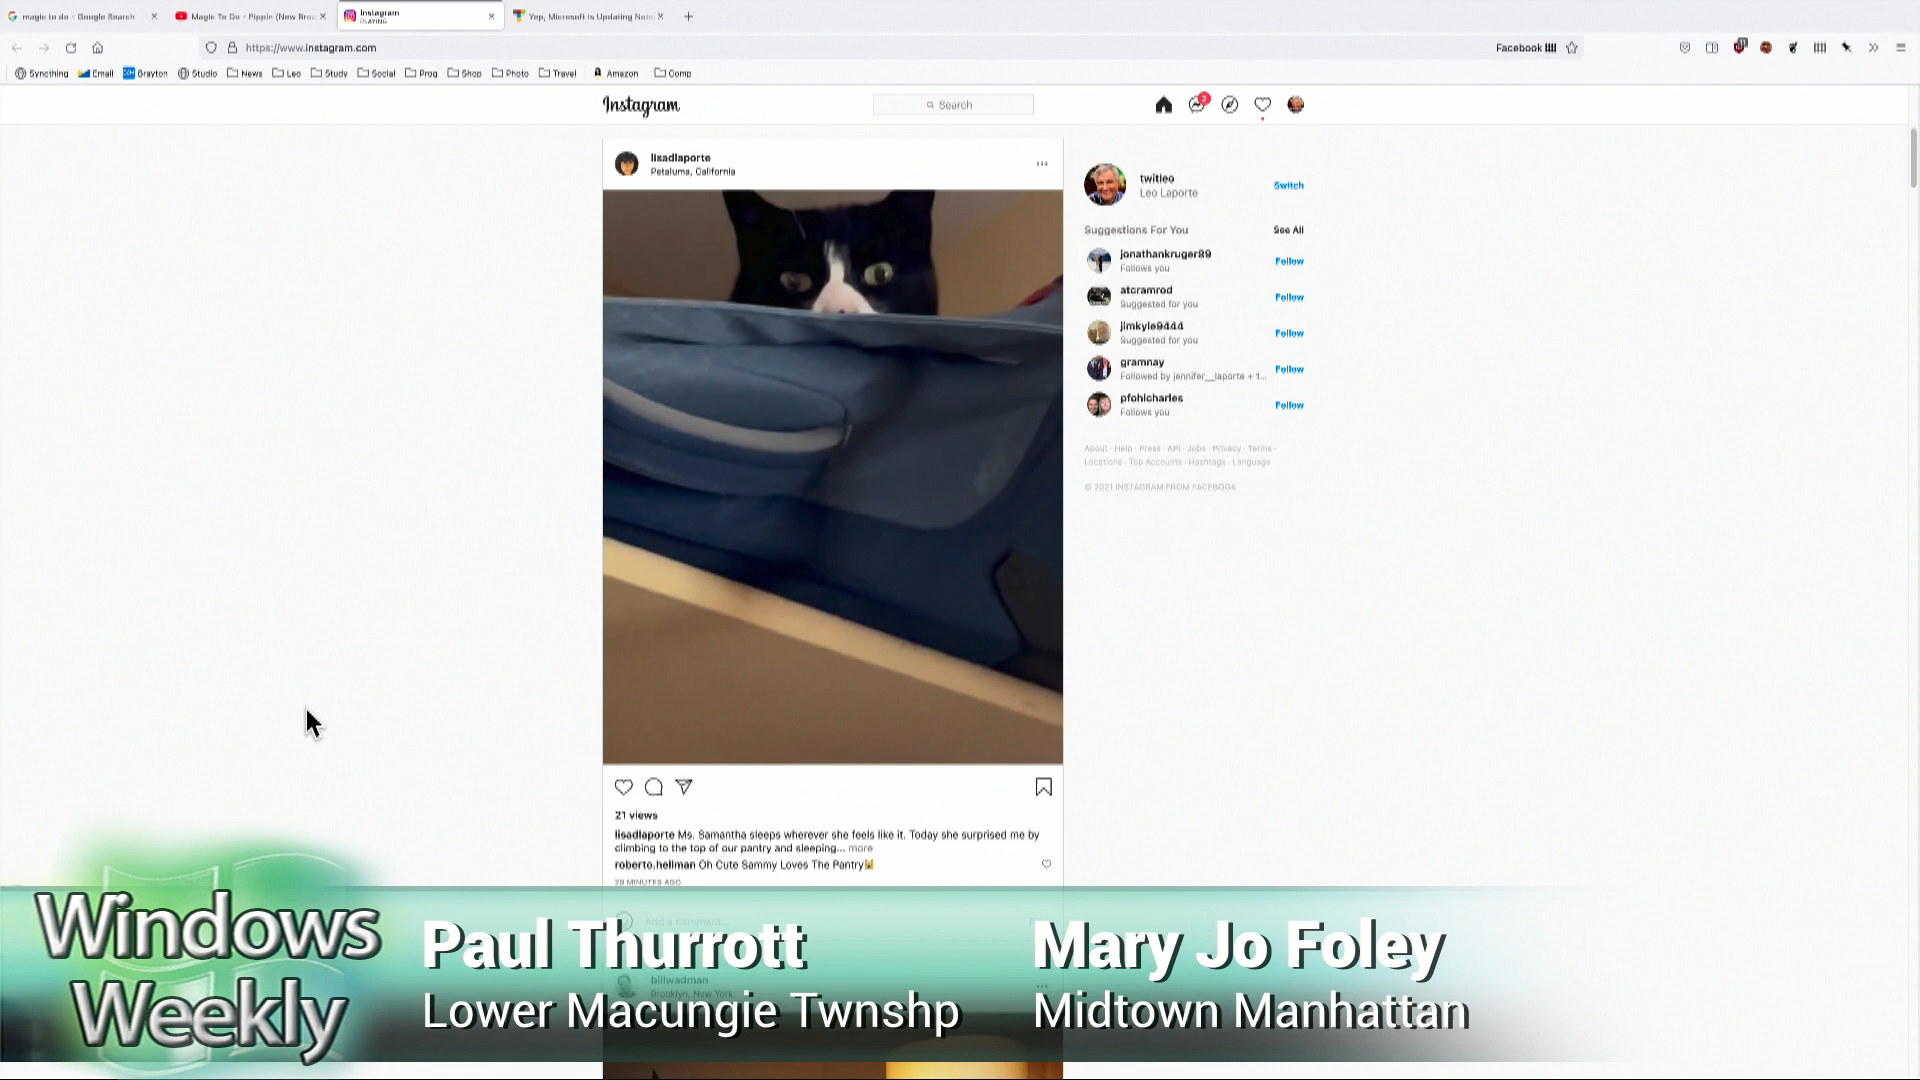 magic to do - Google Search
Magic To Do - Pippin (New Bro
Instagram
PLAYING
Yep, Microsoft is Updating Note
https://www.instagram.com
Facebook
Syncthing Email Brayton Studio News Leo Study Social Prog Shop Photo Travel Amazon Comp
Instagram
Search
3
lisadlaporte
Petaluma, California
twitleo
Leo Laporte
Switch
Suggestions For You
See All
jonathankruger89
Follows you
Follow
atcramrod
Suggested for you
Follow
jimkyle9444
Suggested for you
Follow
gramnay
Followed by jennifer__laporte + 1...
Follow
pfohlcharles
Follows you
Follow
About · Help · Press · API · Jobs · Privacy · Terms ·
Locations · Top Accounts · Hashtags · Language
© 2021 INSTAGRAM FROM FACEBOOK
21 views
lisadlaporte Ms. Samantha sleeps wherever she feels like it. Today she surprised me by
climbing to the top of our pantry and sleeping... more
roberto.hellman Oh Cute Sammy Loves The Pantry
MINUTES AGO
Add a comment...
billwadman
Brooklyn, New York
Windows
Weekly
Paul Thurrott
Lower Macungie Twnshp
Mary Jo Foley
Midtown Manhattan